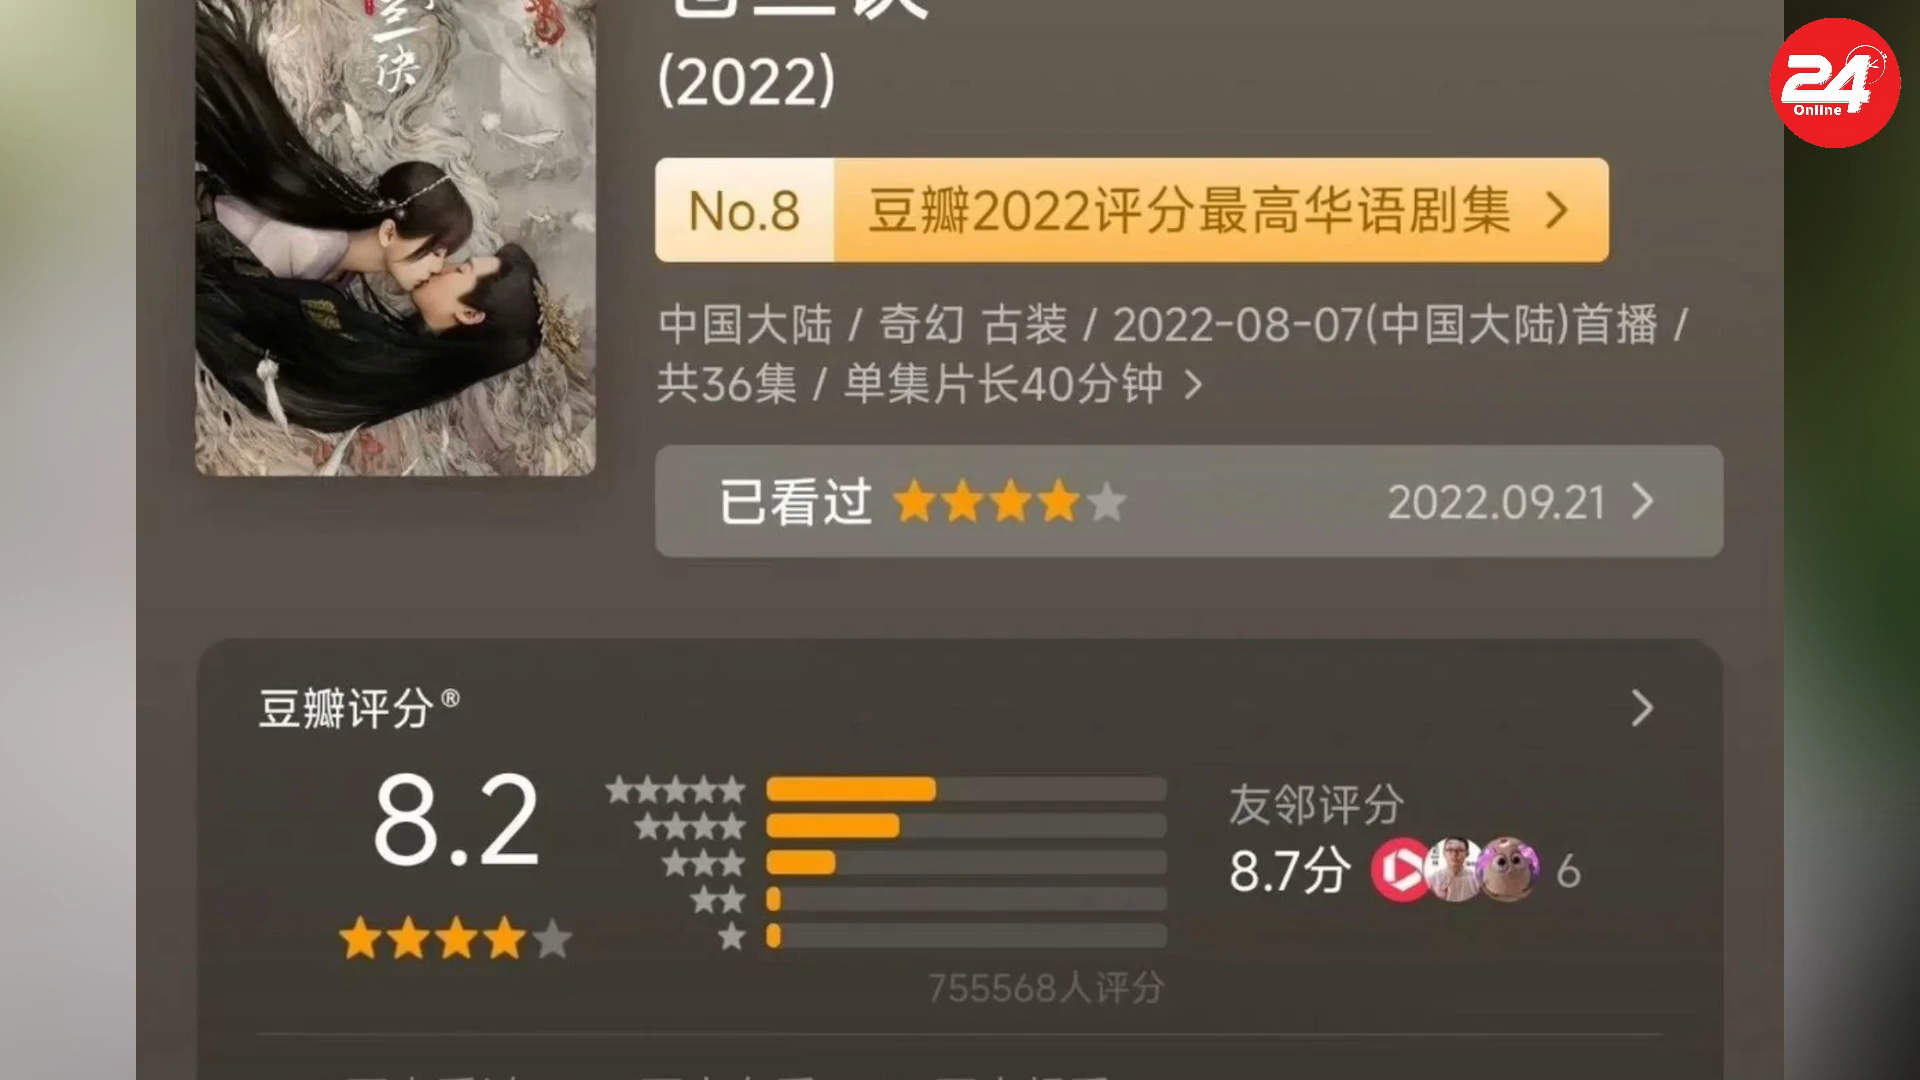 兰诀
(2022)
24
Online
No.8 豆瓣2022评分最高华语剧集
中国大陆 / 奇幻 古装 / 2022-08-07(中国大陆)首播 /
共36集 / 单集片长40分钟
已看过 2022.09.21
豆瓣评分®
8.2
友邻评分
8.7分 6
755568人评分